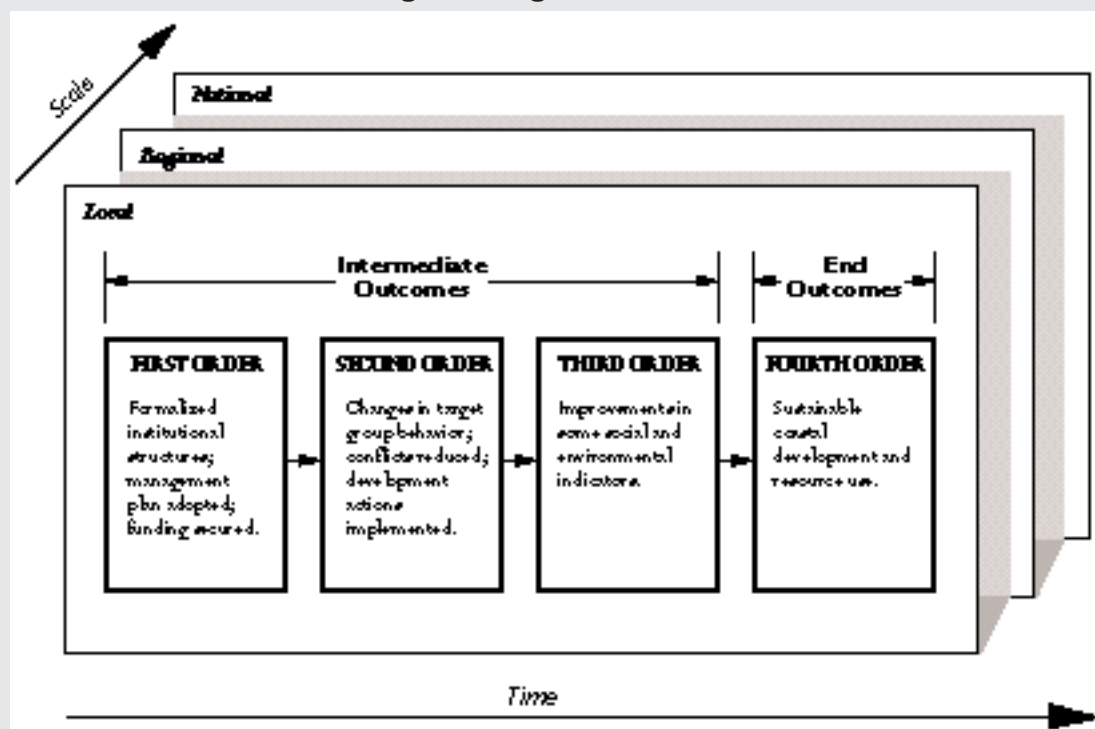 Scale
National
Regional
Local
Intermediate
Outcomes
End
Outcomes
FIRST ORDER
Formalized
institutional
structures;
management
plan adopted;
funding secured.
SECOND ORDER
Changes in target
group behavior;
conflicts reduced;
development
actions
implemented.
THIRD ORDER
Improvements in
some social and
environmental
indicators.
FOURTH ORDER
Sustainable
coastal
development and
resource use.
Time